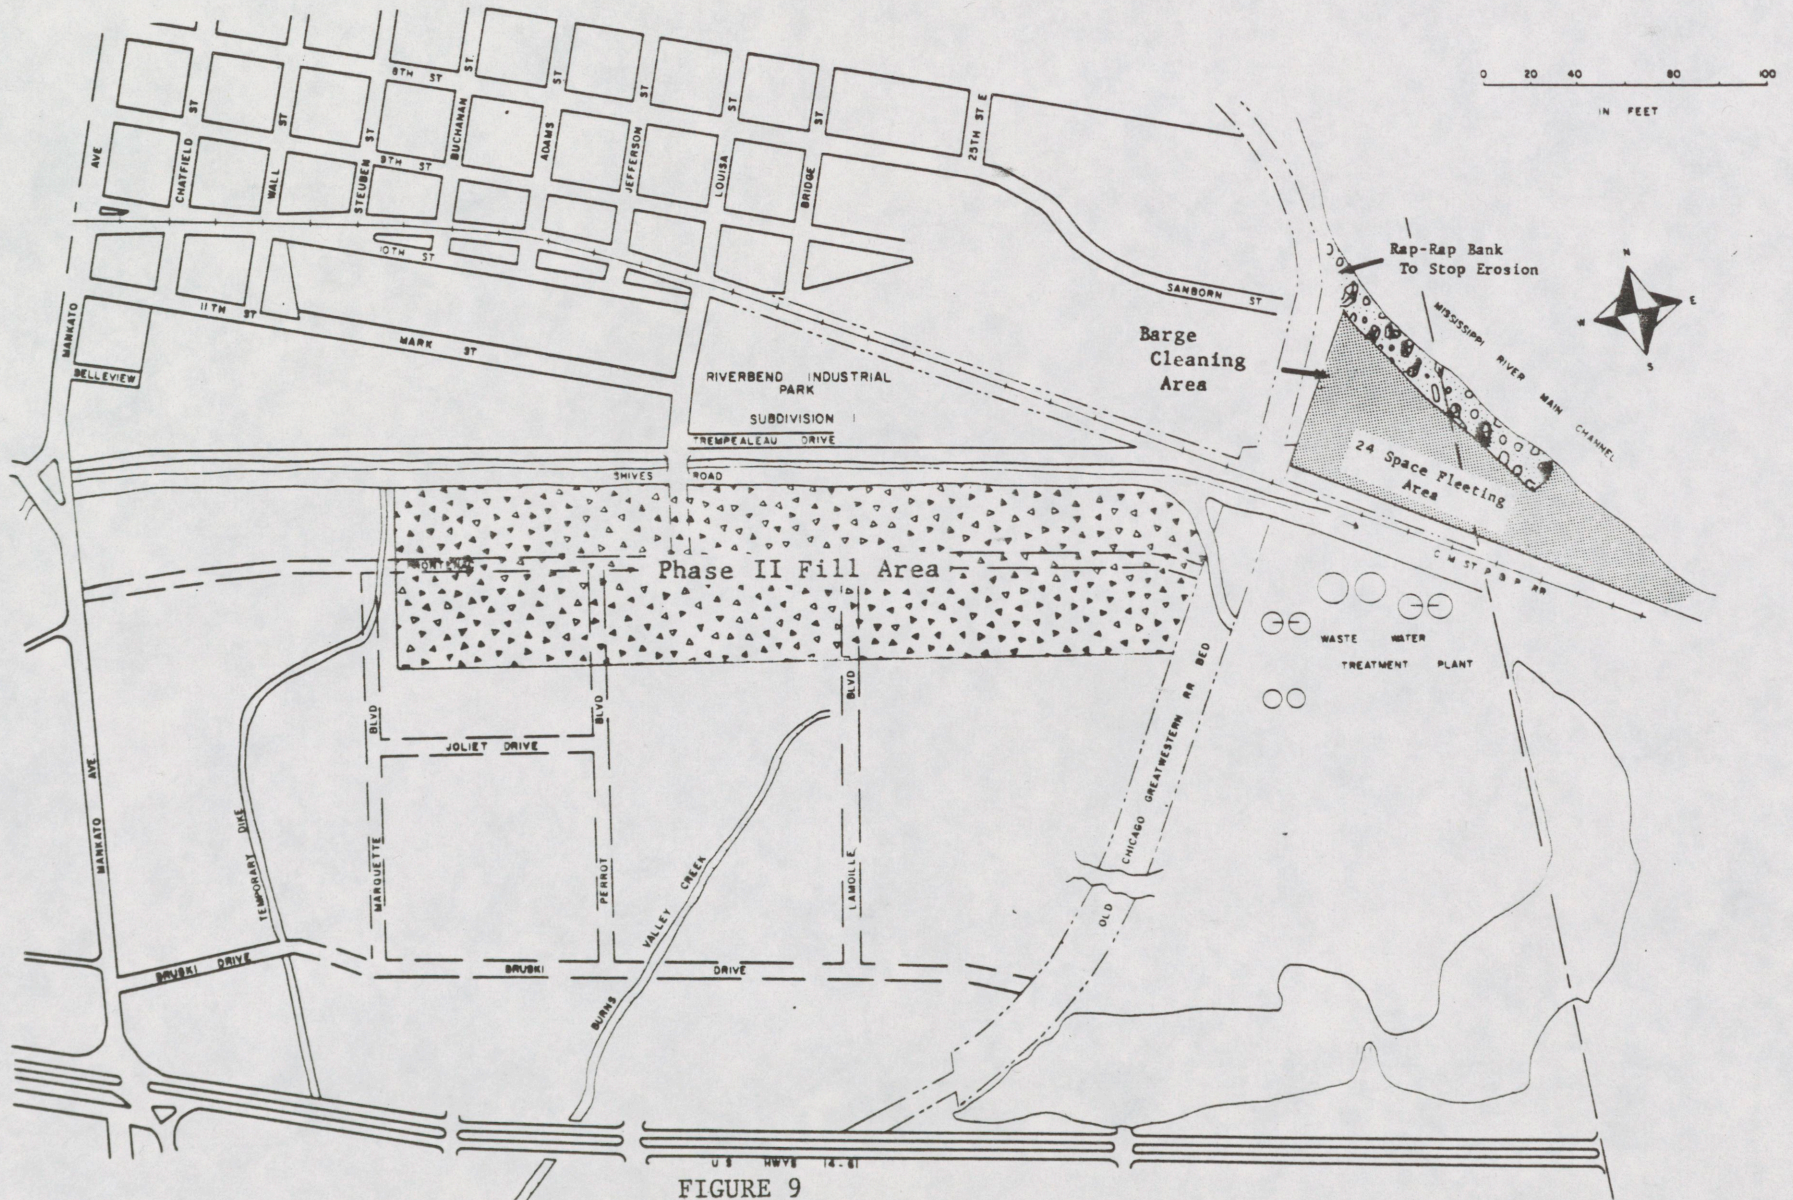 0 20 40 80 100
IN FEET
8TH ST
ST
ST
ST
ST.
ST
ST
ST
ST
25TH ST E
AVE
CHATFIELD
WALL
STEUBEN
9TH ST
BUCHANAN
ADAMS
JEFFERSON
LOUISA
BRIDGE
10TH ST
11TH ST
MARK ST
SANBORN ST
Rap-Rap Bank
To Stop Erosion
N
E
W
S
MISSISSIPPI RIVER MAIN CHANNEL
Barge
Cleaning
Area
MANKATO
BELLEVIEW
RIVERBEND INDUSTRIAL
PARK
SUBDIVISION I
TREMPEALEAU DRIVE
SHIVES ROAD
24 Space Fleeting
Area
C M ST P & P RR
Phase II Fill Area
WASTE WATER
TREATMENT PLANT
BLVD
BLVD
BLVD
JOLIET DRIVE
MANKATO AVE.
TEMPORARY DIKE
MARQUETTE
PERROT
LAMOILLE
BURNS VALLEY CREEK
OLD CHICAGO GREATWESTERN RR BED
BRUSKI DRIVE
BRUSKI DRIVE
U S HWYS 14-61
FIGURE 9